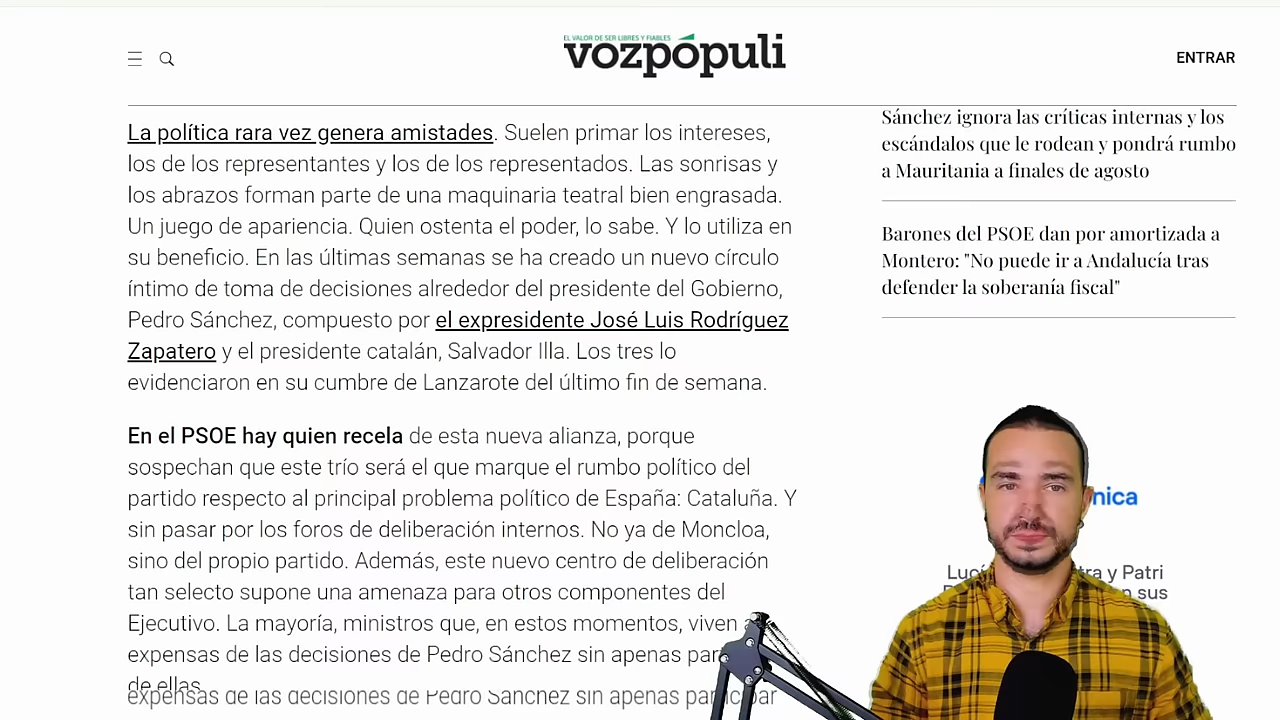 EL VALOR DE SER LIBRES Y FIABLES
vozpópuli
ENTRAR
La política rara vez genera amistades. Suelen primar los intereses,
los de los representantes y los de los representados. Las sonrisas y
los abrazos forman parte de una maquinaria teatral bien engrasada.
Un juego de apariencia. Quien ostenta el poder, lo sabe. Y lo utiliza en
su beneficio. En las últimas semanas se ha creado un nuevo círculo
íntimo de toma de decisiones alrededor del presidente del Gobierno,
Pedro Sánchez, compuesto por el expresidente José Luis Rodríguez
Zapatero y el presidente catalán, Salvador Illa. Los tres lo
evidenciaron en su cumbre de Lanzarote del último fin de semana.
En el PSOE hay quien recela de esta nueva alianza, porque
sospechan que este trío será el que marque el rumbo político del
partido respecto al principal problema político de España: Cataluña. Y
sin pasar por los foros de deliberación internos. No ya de Moncloa,
sino del propio partido. Además, este nuevo centro de deliberación
tan selecto supone una amenaza para otros componentes del
Ejecutivo. La mayoría, ministros que, en estos momentos, viven a
expensas de las decisiones de Pedro Sánchez sin apenas par
de ellas.
expensas de las decisiones de Pedro Sánchez sin apenas participar
Sánchez ignora las críticas internas y los
escándalos que le rodean y pondrá rumbo
a Mauritania a finales de agosto
Barones del PSOE dan por amortizada a
Montero: "No puede ir a Andalucía tras
defender la soberanía fiscal"
nica
tra y Patri
n sus